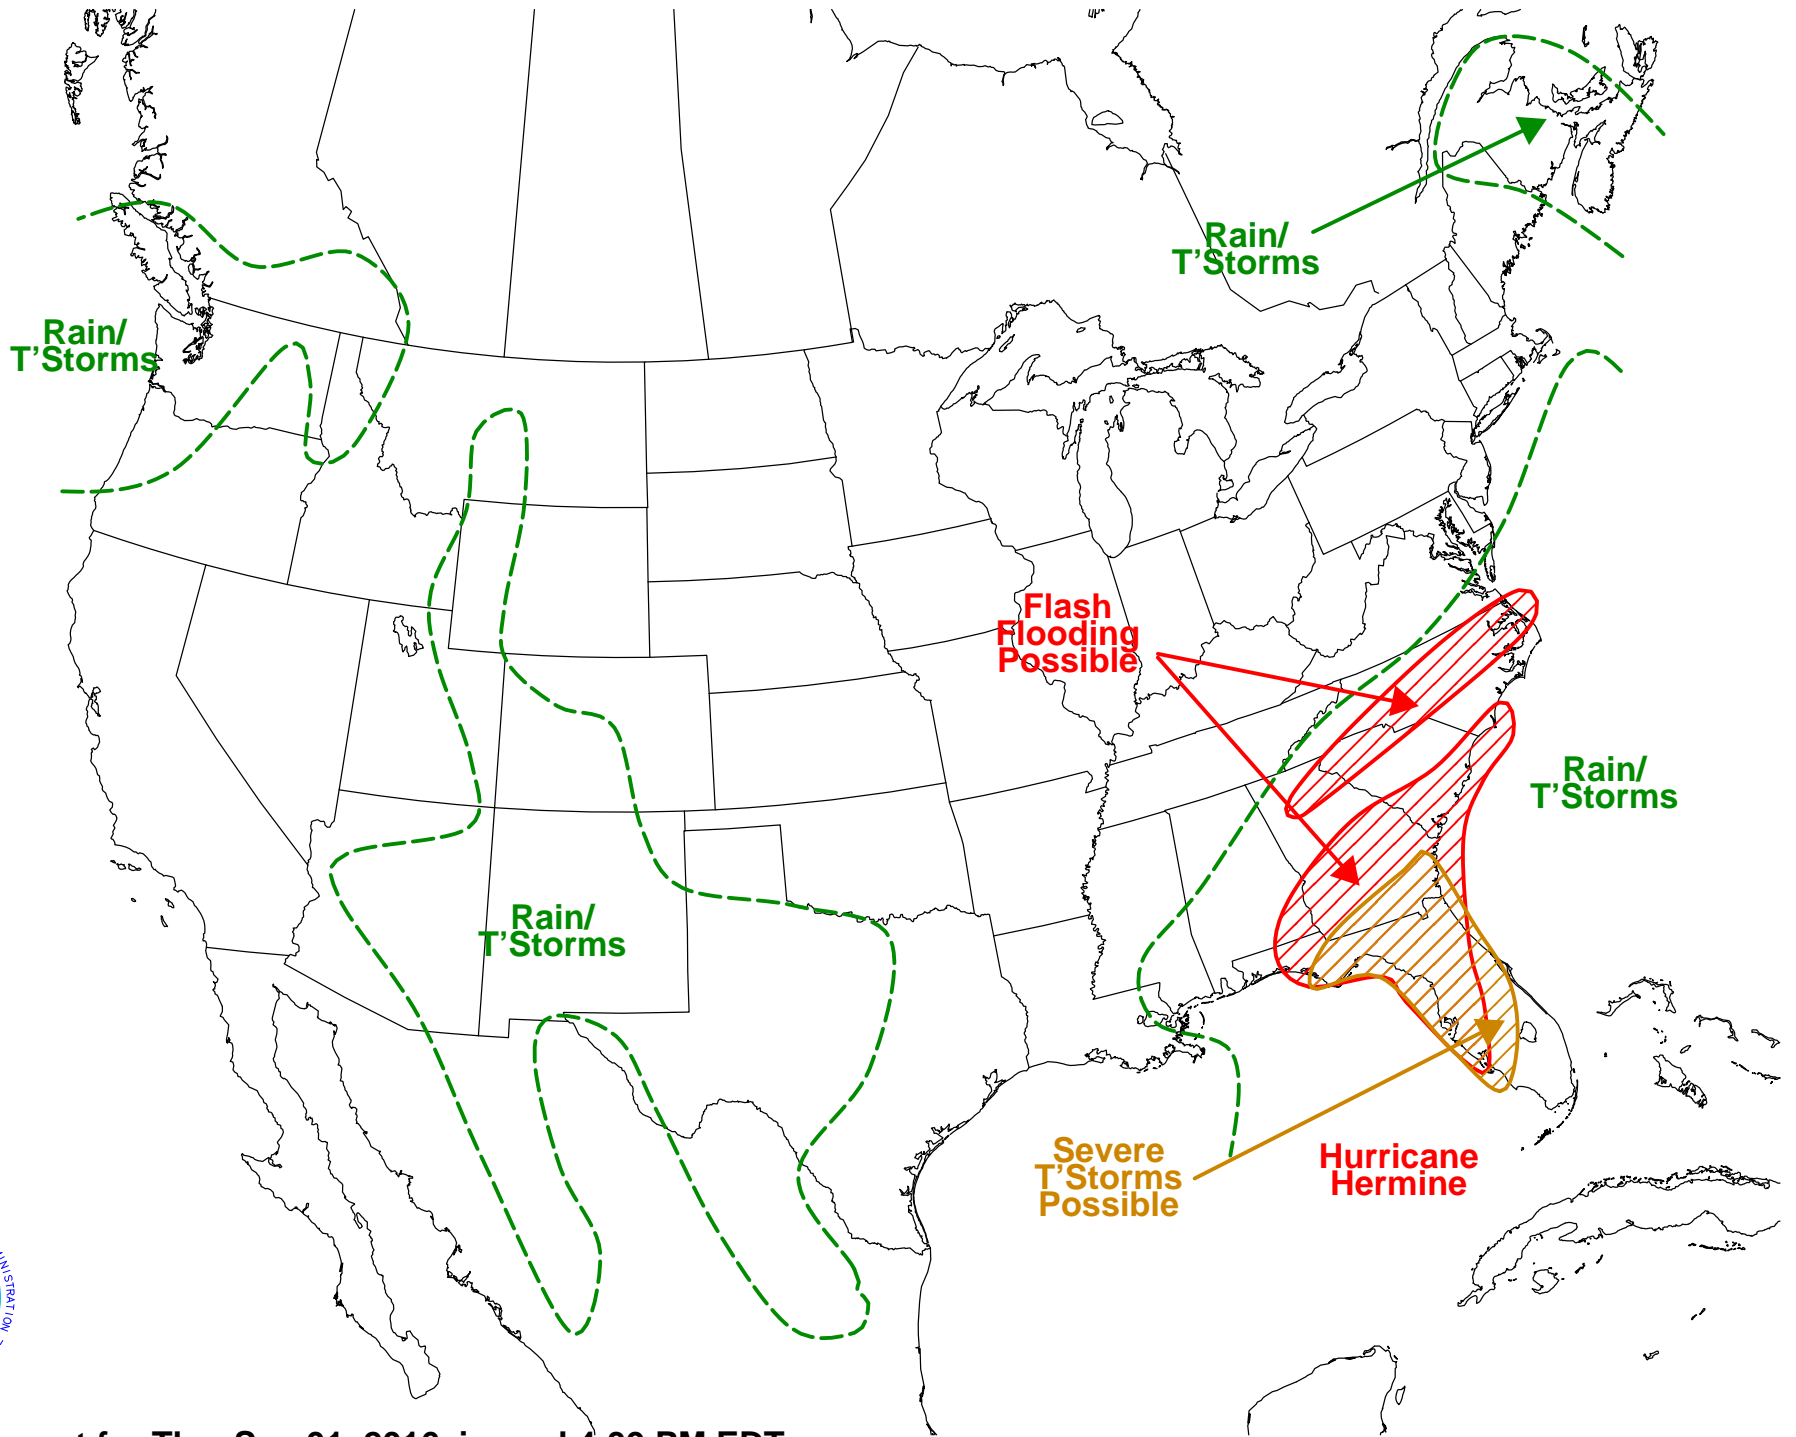 Rain/
T’Storms
Rain/
T’Storms
Flash
Flooding
Possible
Rain/
T’Storms
Rain/
T’Storms
Severe
T’Storms
Possible
Hurricane
Hermine